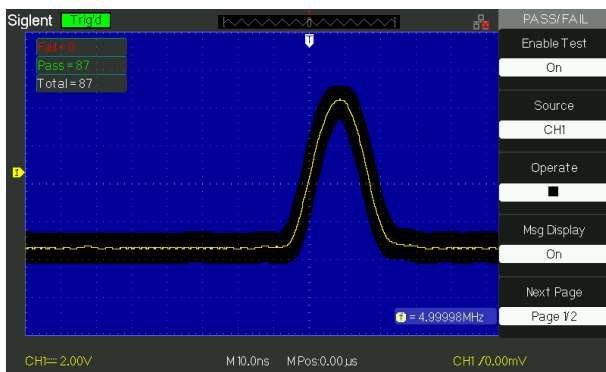 Siglent Trig'd PASS/FAIL
T
Fail=0
Pass=87
Total=87
Enable Test
On
Source
CH1
Operate
Msg Display
On
Next Page
Page 1/2
f = 4.99998MHz
CH1 2.00V M 10.0ns M Pos:0.00µs CH1 /0.00mV